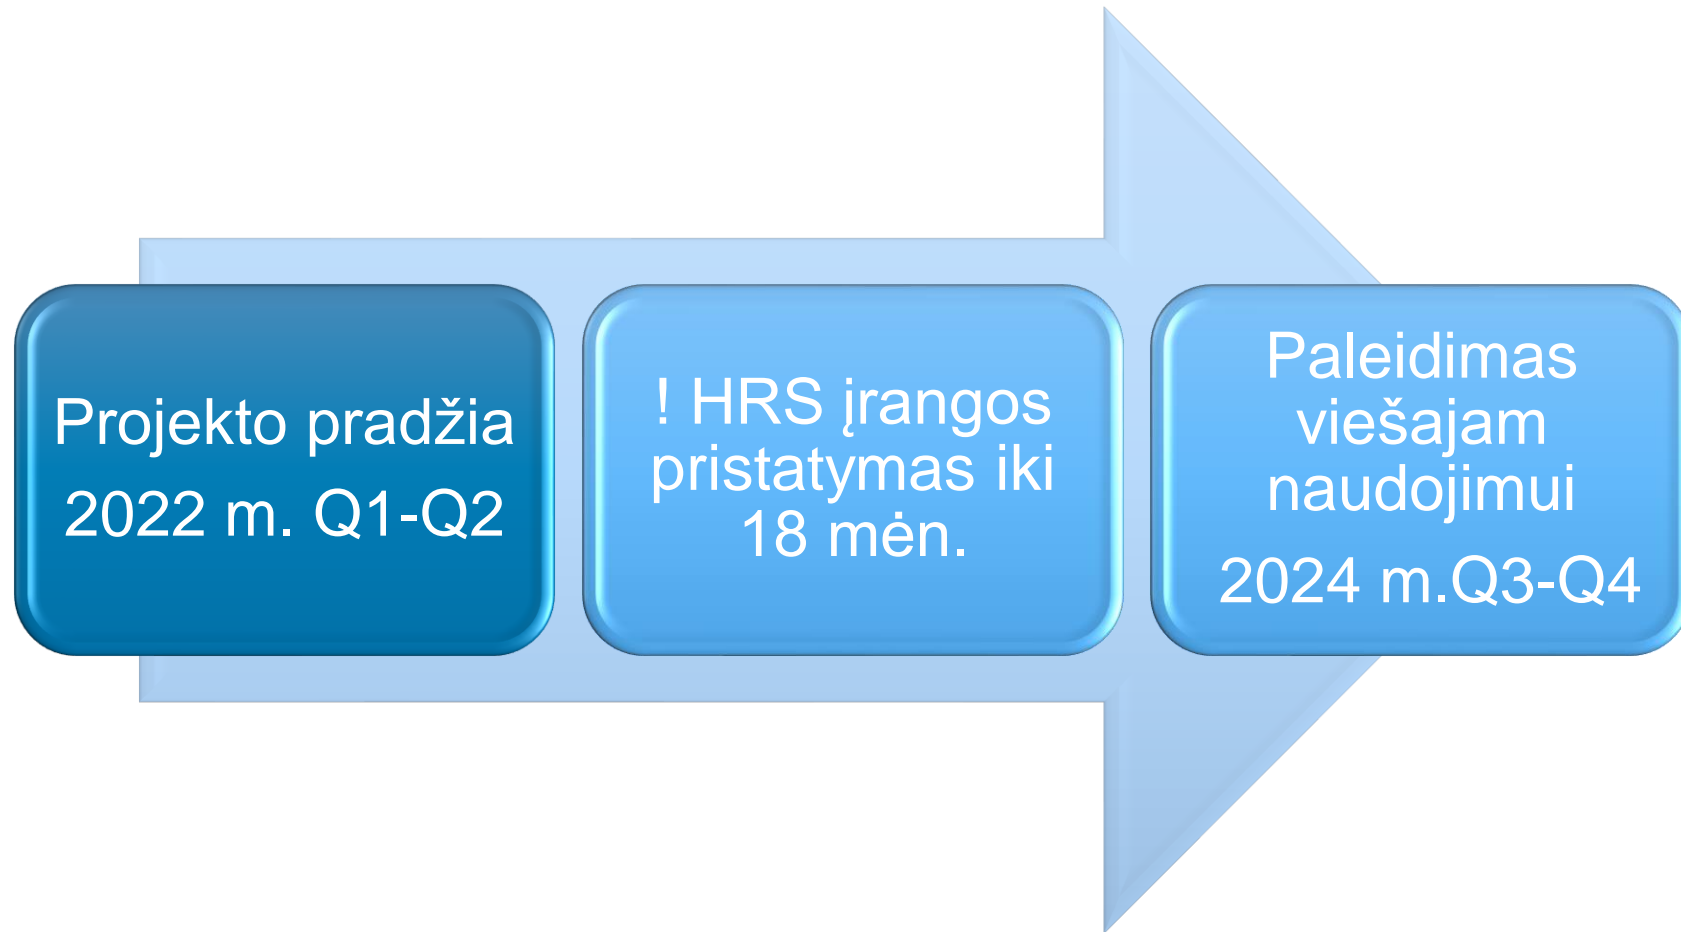 Projekto pradžia
2022 m. Q1-Q2
! HRS įrangos
pristatymas iki
18 mėn.
Paleidimas
viešajam
naudojimui
2024 m.Q3-Q4